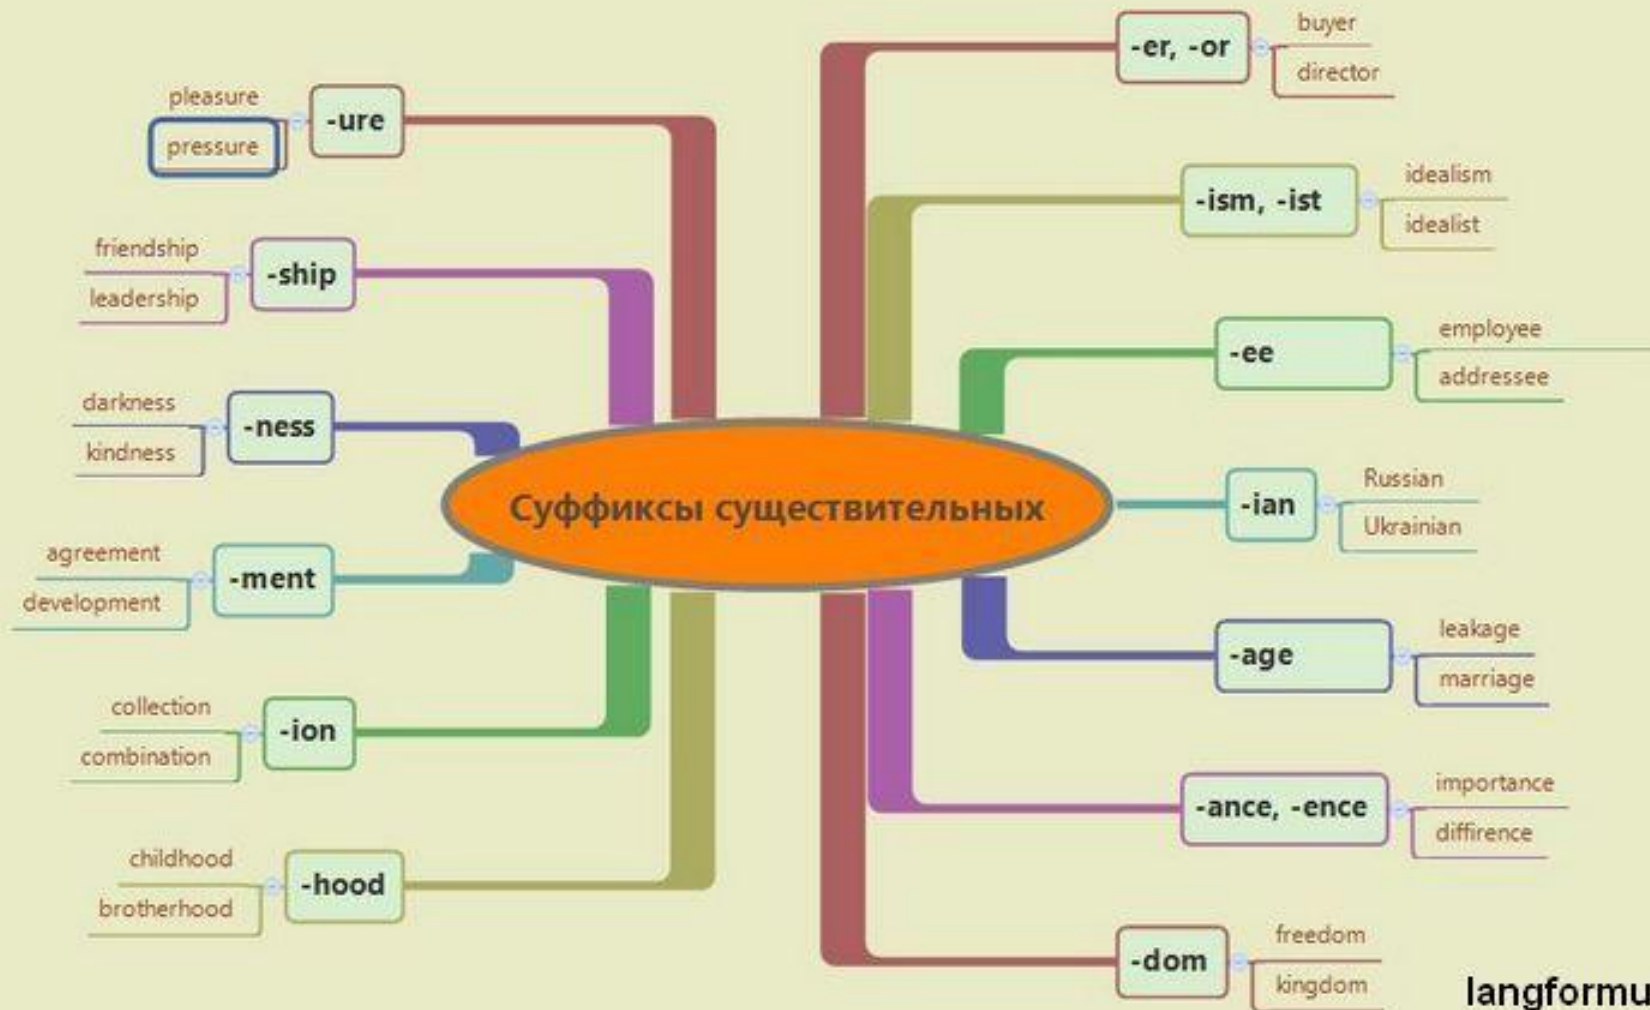 -er, -or
buyer
director
-ism, -ist
idealism
idealist
-ee
employee
addressee
-ian
Russian
Ukrainian
-age
leakage
marriage
-ance, -ence
importance
diffirence
-dom
freedom
kingdom
Суффиксы существительных
-ure
pleasure
pressure
-ship
friendship
leadership
-ness
darkness
kindness
-ment
agreement
development
-ion
collection
combination
-hood
childhood
brotherhood
langformu